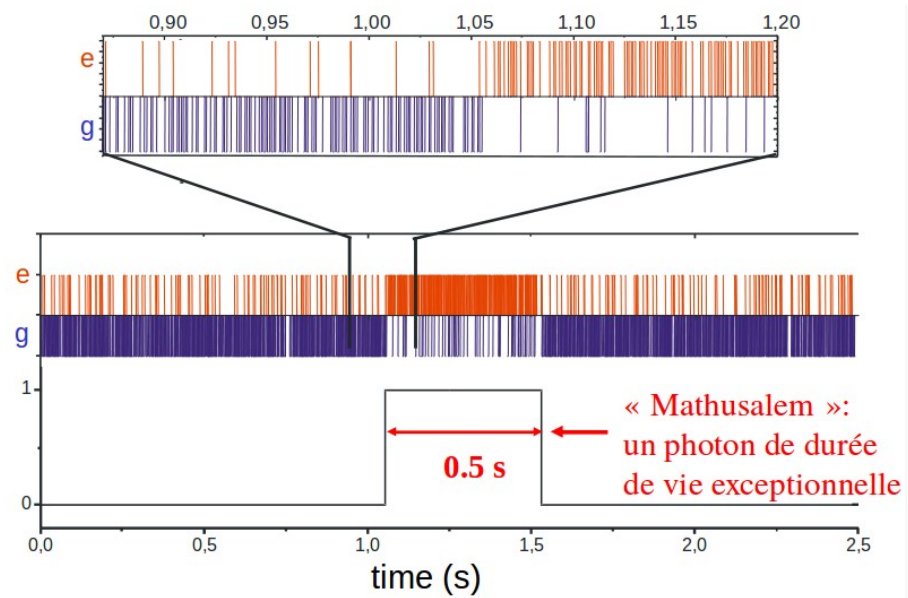 0,90 0,95 1,00 1,05 1,10 1,15 1,20
e
g
e
g
1
0
« Mathusalem »:
un photon de durée
de vie exceptionnelle
0.5 s
0,0 0,5 1,0 1,5 2,0 2,5
time (s)